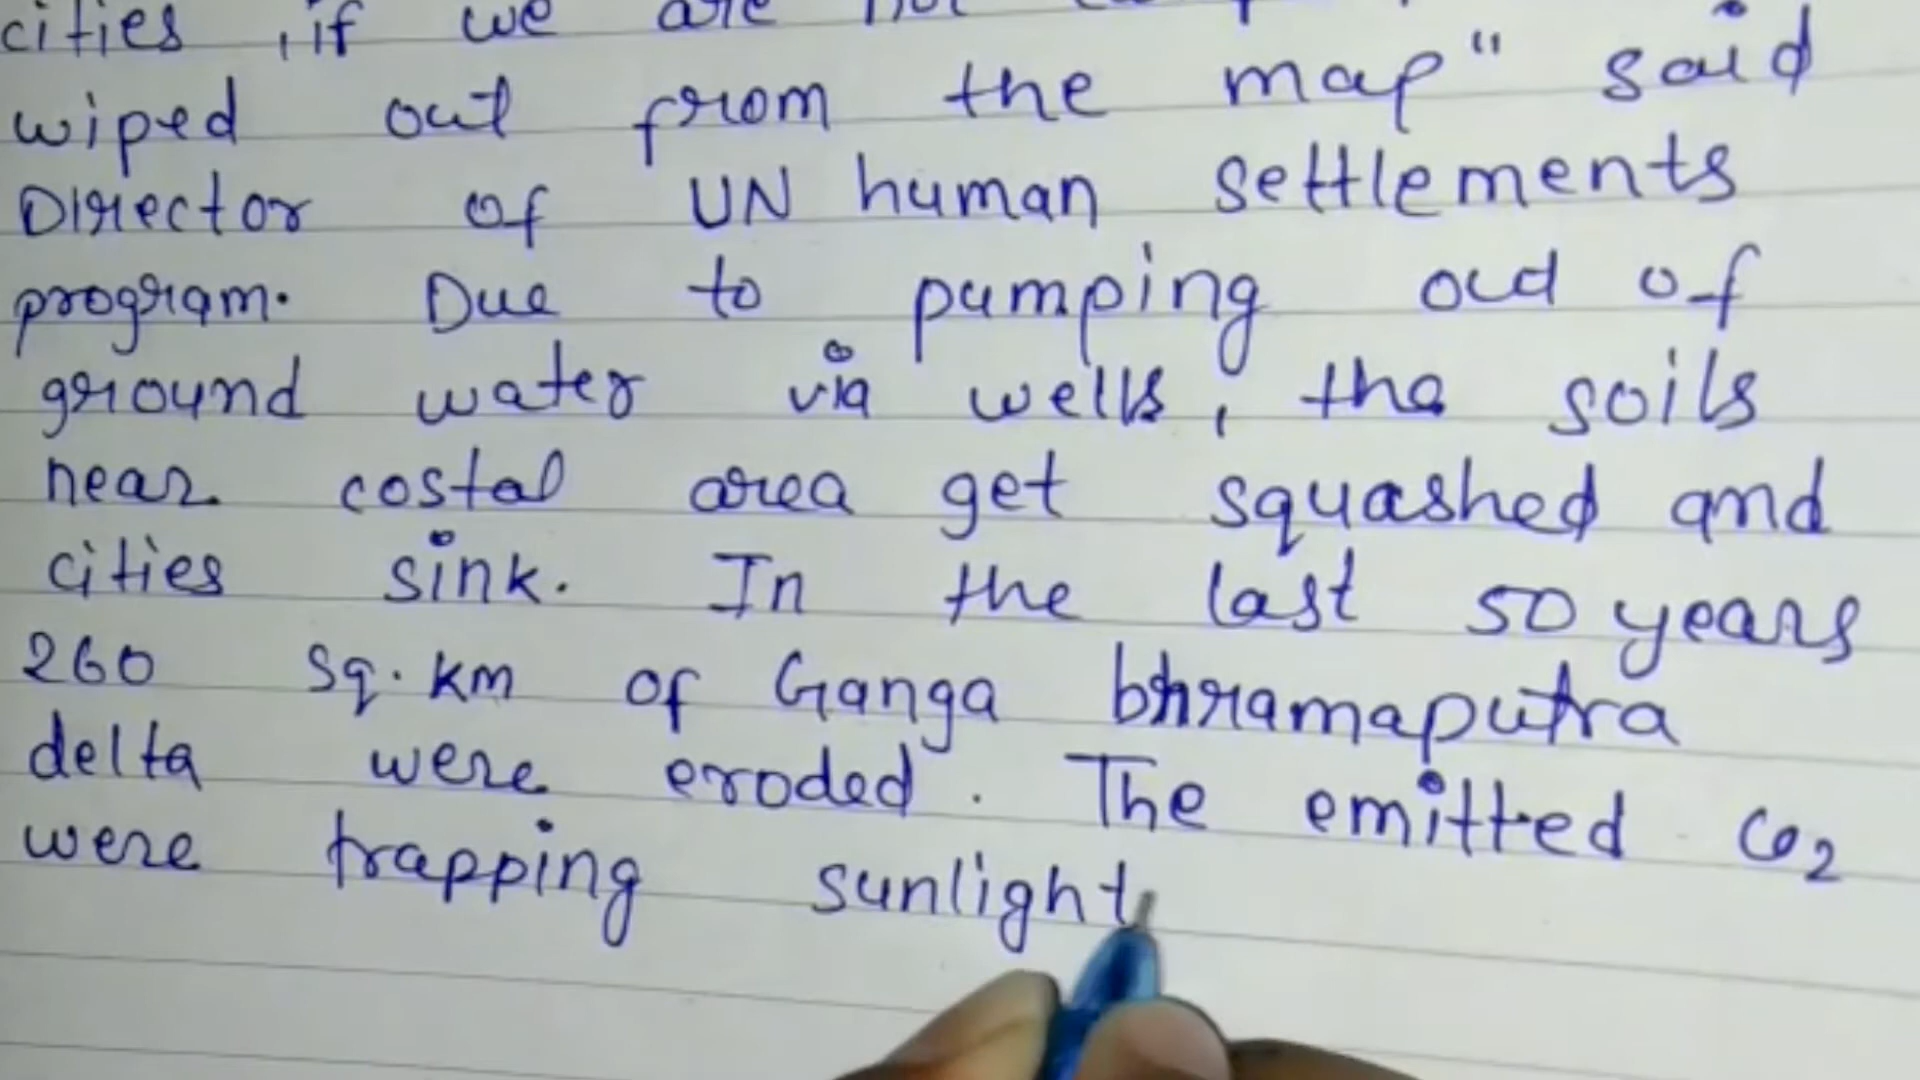 cities , if we are not
wiped out from the map" said
Director of UN human settlements
program. Due to pumping out of
ground water via wells, the soils
near costal area get squashed and
cities sink. In the last 50 years
260 sq. km of Ganga bhramaputra
delta were eroded. The emitted CO2
were trapping sunlight